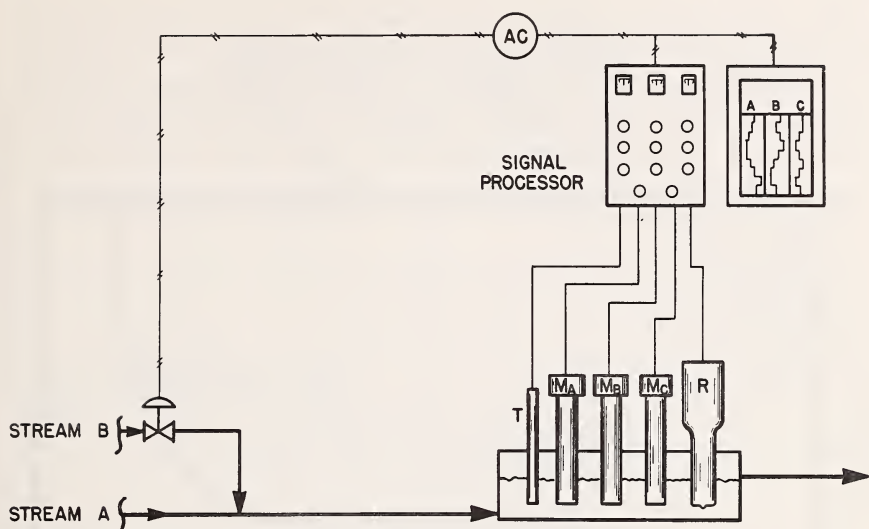 AC
A B C
SIGNAL
PROCESSOR
T
MA
MB
MC
R
STREAM B
STREAM A